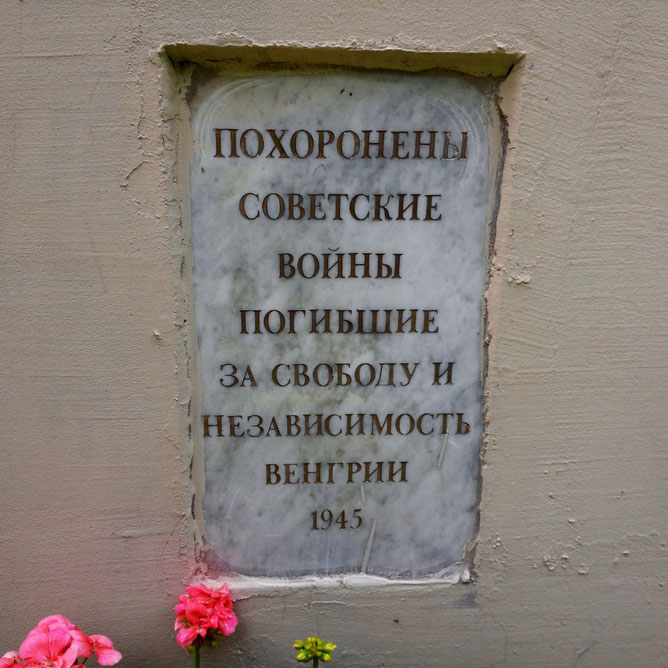 ПОХОРОНЕНЫ
СОВЕТСКИЕ
ВОЙНЫ
ПОГИБШИЕ
ЗА СВОБОДУ И
НЕЗАВИСИМОСТЬ
ВЕНГРИИ
1945